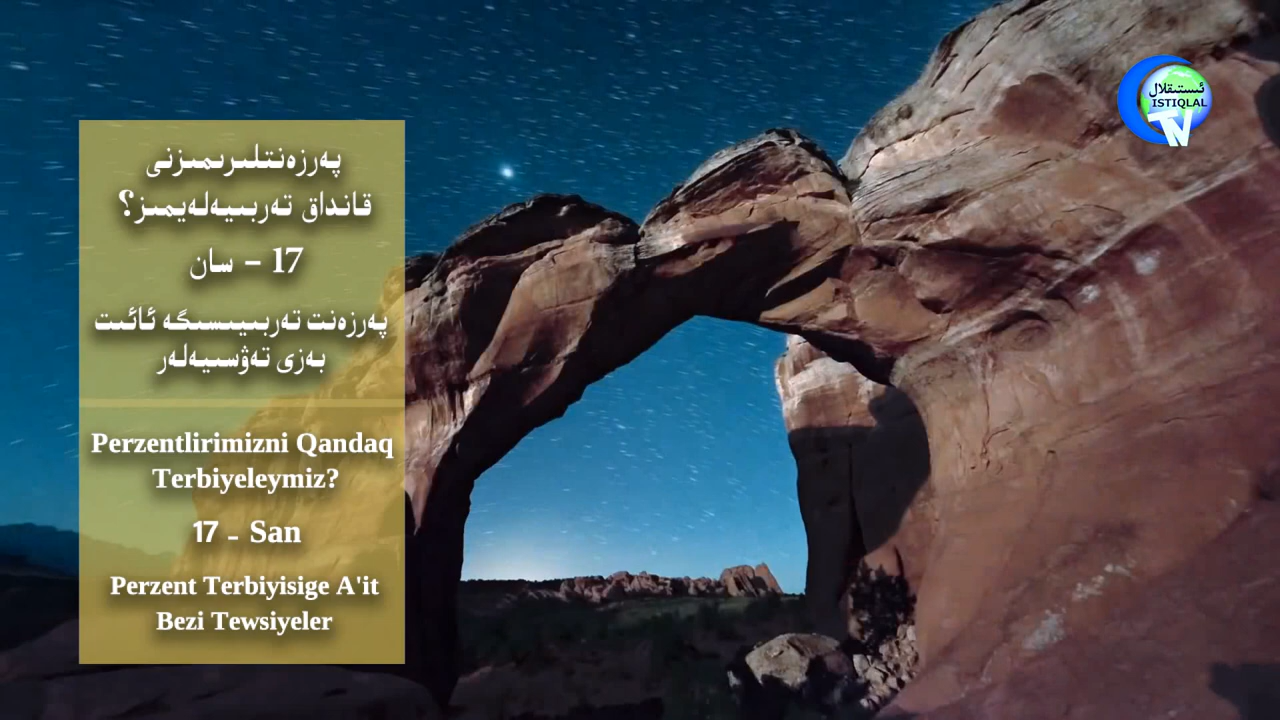 پەرزەنتلىرىمىزنى
قانداق تەربىيەلەيمىز؟
17 - سان
پەرزەنت تەربىيىسىگە ئائىت
بەزى تەۋسىيەلەر
Perzentlirimizni Qandaq
Terbiyeleymiz?
17 - San
Perzent Terbiyisige A'it
Bezi Tewsiyeler
ئىستىقلال
ISTIQLAL
TV